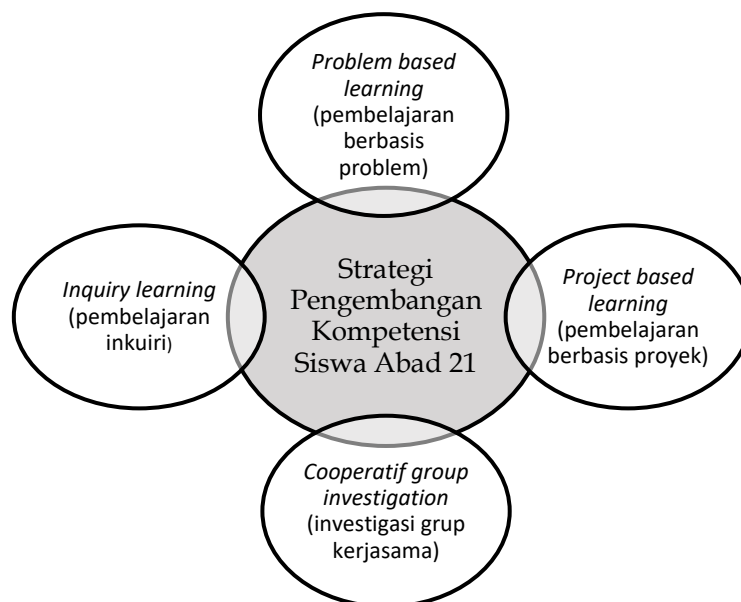 Problem based
learning
(pembelajaran
berbasis
problem)
Inquiry learning
(pembelajaran
inkuiri)
Strategi
Pengembangan
Kompetensi
Siswa Abad 21
Project based
learning
(pembelajaran
berbasis proyek)
Cooperatif group
investigation
(investigasi grup
kerjasama)